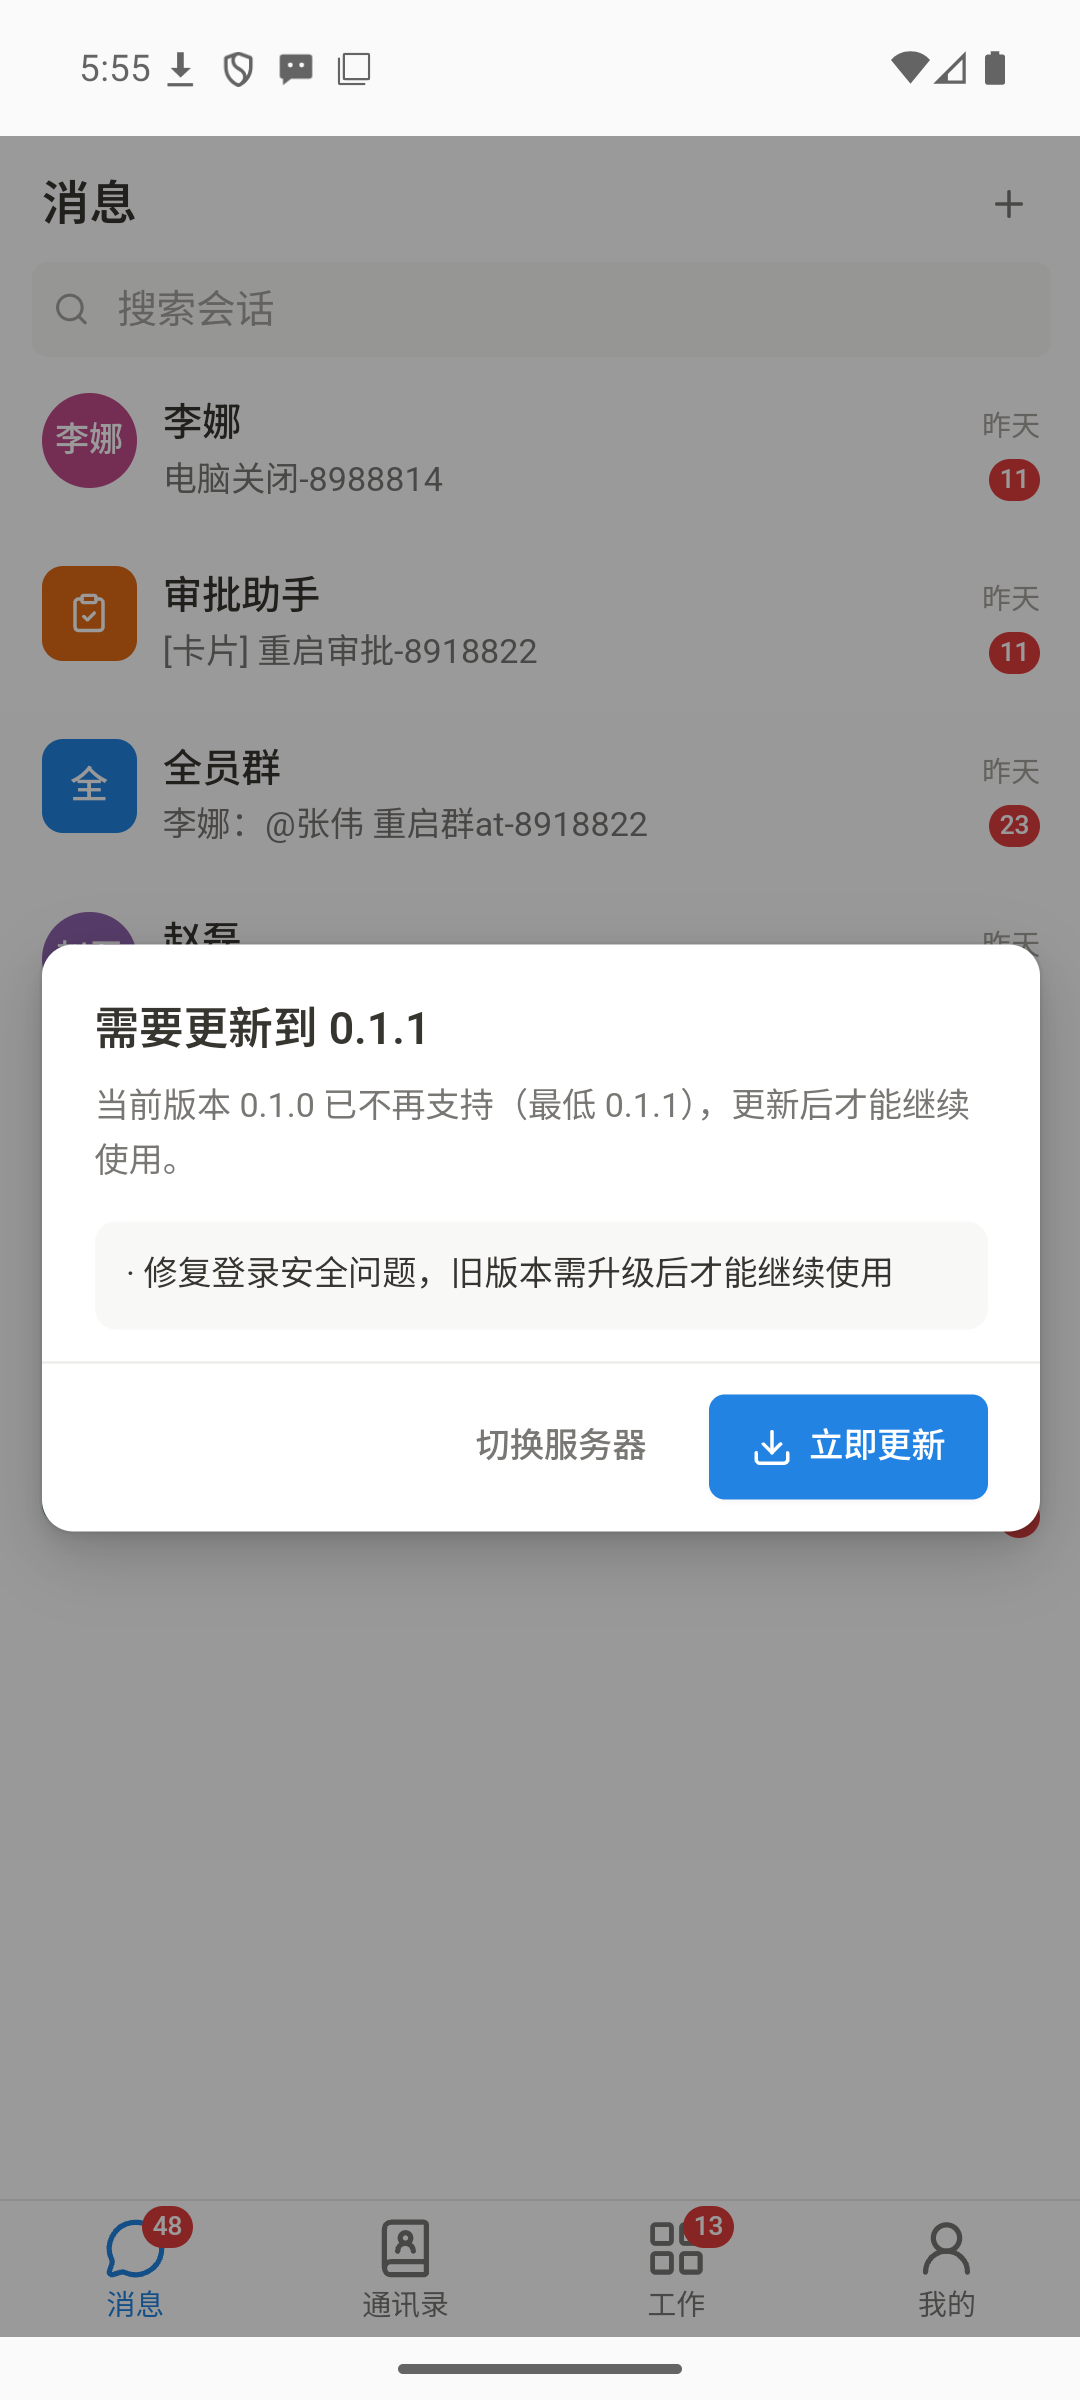 5:55
消息
搜索会话
李娜
李娜
昨天
电脑关闭-8988814
11
审批助手
昨天
[卡片] 重启审批-8918822
11
全
全员群
昨天
李娜：@张伟 重启群at-8918822
23
赵磊
昨天
需要更新到 0.1.1
当前版本 0.1.0 已不再支持（最低 0.1.1），更新后才能继续
使用。
· 修复登录安全问题，旧版本需升级后才能继续使用
切换服务器
立即更新
48
13
消息
通讯录
工作
我的